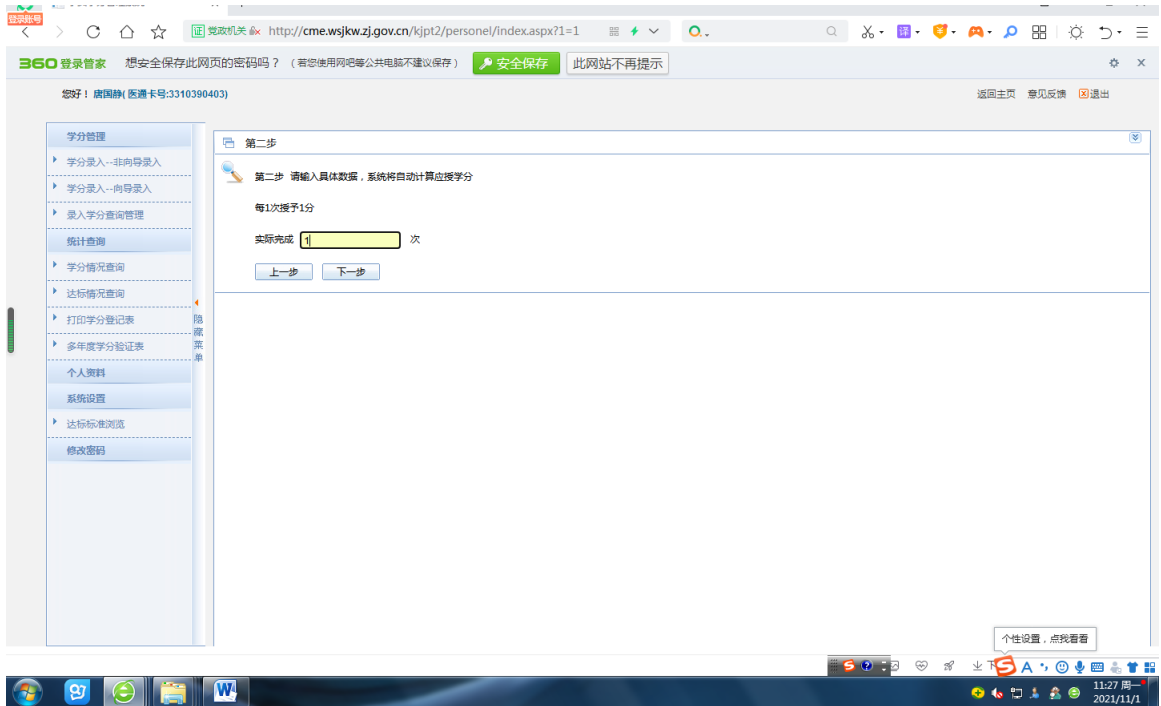 登录账号
证 党政机关 http://cme.wsjkw.zj.gov.cn/kjpt2/personel/index.aspx?1=1
译
360 登录管家 想安全保存此网页的密码吗？ （若您使用网吧等公共电脑不建议保存） 安全保存 此网站不再提示
您好！唐国静( 医通卡号:3310390403) 返回主页 意见反馈 退出
学分管理
学分录入--非向导录入
学分录入--向导录入
录入学分查询管理
统计查询
学分情况查询
达标情况查询
打印学分登记表
多年度学分验证表
个人资料
系统设置
达标标准浏览
修改密码
隐藏菜单
第二步
第二步 请输入具体数据，系统将自动计算应授学分
每1次授予1分
实际完成 1 次
上一步 下一步
个性设置，点我看看
下
S A
W
11:27 周一
2021/11/1